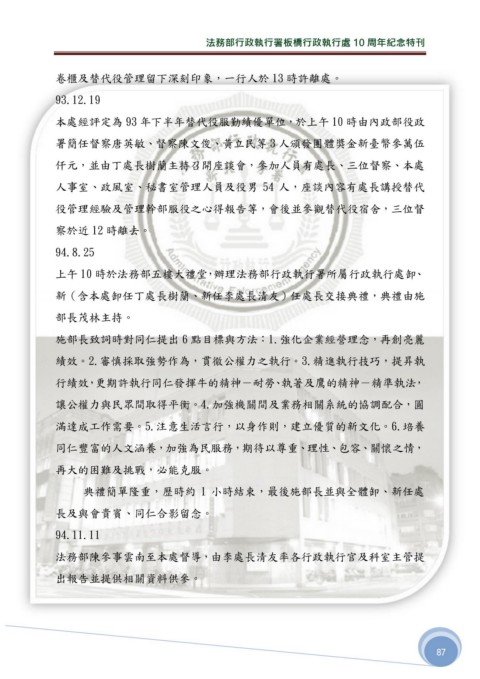 法務部行政執行署板橋行政執行處 10 周年紀念特刊
卷櫃及替代役管理留下深刻印象，一行人於 13 時許離處。
93.12.19
本處經評定為 93 年下半年替代役服勤績優單位，於上午 10 時由內政部役政
署簡任督察唐英敏、督察陳文俊、黃立民等 3 人頒發團體獎金新臺幣參萬伍
仟元，並由丁處長樹蘭主持召開座談會，參加人員有處長、三位督察、本處
人事室、政風室、秘書室管理人員及役男 54 人，座談內容有處長講授替代
役管理經驗及管理幹部服役之心得報告等，會後並參觀替代役宿舍，三位督
察於近 12 時離去。
94.8.25
上午 10 時於法務部五樓大禮堂，辦理法務部行政執行署所屬行政執行處卸、
新（含本處卸任丁處長樹蘭、新任李處長清友）任處長交接典禮，典禮由施
部長茂林主持。
施部長致詞時對同仁提出 6 點目標與方法：1.強化企業經營理念，再創亮麗
績效。2.審慎採取強勢作為，貫徹公權力之執行。3.精進執行技巧，提昇執
行績效，更期許執行同仁發揮牛的精神－耐勞、執著及鷹的精神－精準執法，
讓公權力與民眾間取得平衡。4.加強機關間及業務相關系統的協調配合，圓
滿達成工作需要。5.注意生活言行，以身作則，建立優質的新文化。6.培養
同仁豐富的人文涵養，加強為民服務，期待以尊重、理性、包容、關懷之情，
再大的困難及挑戰，必能克服。
典禮簡單隆重，歷時約 1 小時結束，最後施部長並與全體卸、新任處
長及與會貴賓、同仁合影留念。
94.11.11
法務部陳參事雲南至本處督導，由李處長清友率各行政執行官及科室主管提
出報告並提供相關資料供參。
87